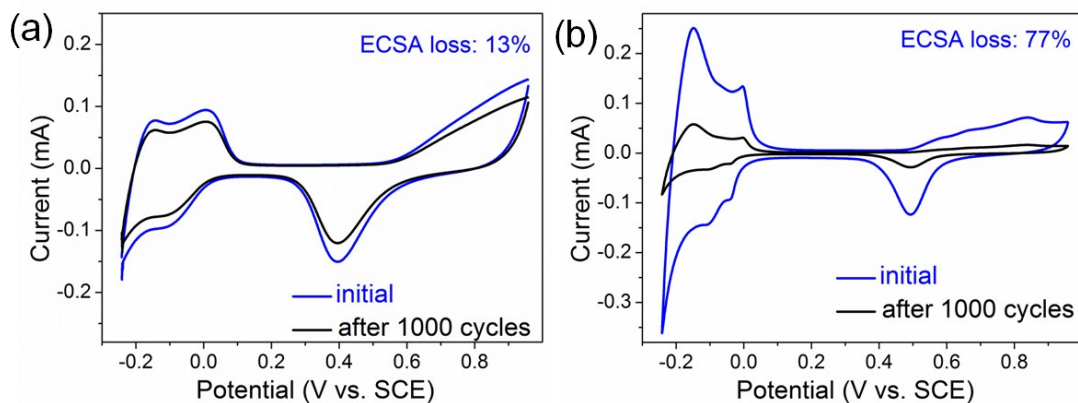 (a)
ECSA loss: 13%
0.2
0.1
0.0
-0.1
-0.2
Current (mA)
initial
after 1000 cycles
-0.2 0.0 0.2 0.4 0.6 0.8
Potential (V vs. SCE)
(b)
ECSA loss: 77%
0.2
0.1
0.0
-0.1
-0.2
-0.3
Current (mA)
initial
after 1000 cycles
-0.2 0.0 0.2 0.4 0.6 0.8
Potential (V vs. SCE)